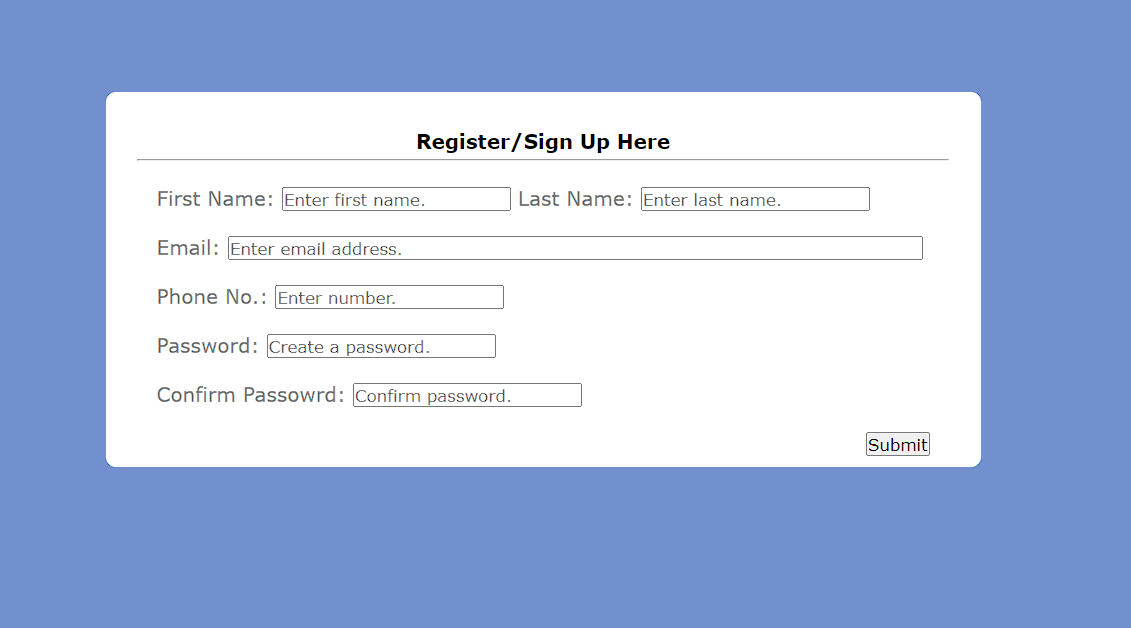 Register/Sign Up Here
First Name: Enter first name. Last Name: Enter last name.
Email: Enter email address.
Phone No.: Enter number.
Password: Create a password.
Confirm Passowrd: Confirm password.
Submit